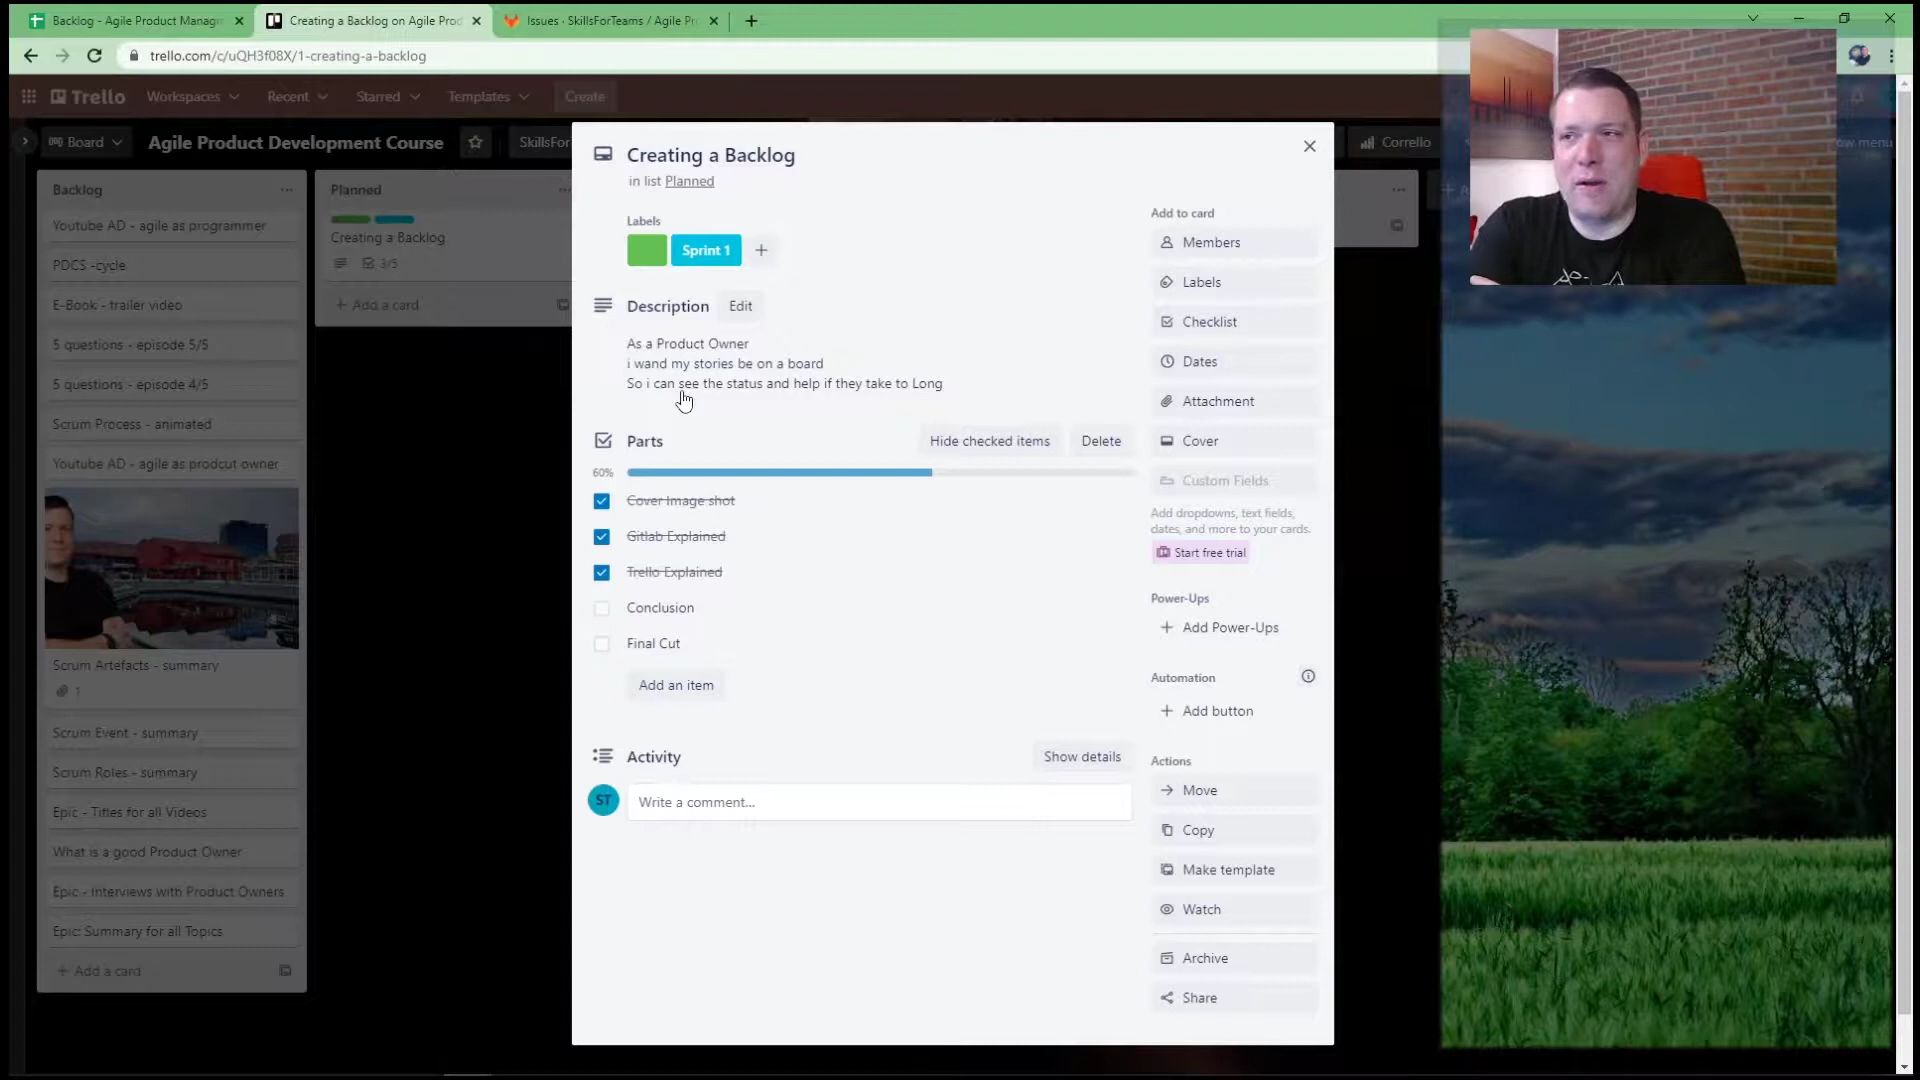 Backlog - Agile Product Managm
Creating a Backlog on Agile Proc
Issues · SkillsForTeams / Agile Pr
trello.com/c/uQH3f08X/1-creating-a-backlog
Trello
Workspaces
Recent
Starred
Templates
Create
Board
Agile Product Development Course
SkillsFor
Corrello
ow menu
Backlog
Youtube AD - agile as programmer
PDCS -cycle
E-Book - trailer video
5 questions - episode 5/5
5 questions - episode 4/5
Scrum Process - animated
Youtube AD - agile as prodcut owner
Scrum Artefacts - summary
1
Scrum Event - summary
Scrum Roles - summary
Epic - Titles for all Videos
What is a good Product Owner
Epic - Interviews with Product Owners
Epic: Summary for all Topics
+ Add a card
Planned
Creating a Backlog
3/5
+ Add a card
Creating a Backlog
in list Planned
Labels
Sprint 1
+
Description
Edit
As a Product Owner
i wand my stories be on a board
So i can see the status and help if they take to Long
Parts
Hide checked items
Delete
60%
Cover Image shot
Gitlab Explained
Trello Explained
Conclusion
Final Cut
Add an item
Activity
Show details
ST
Write a comment...
Add to card
Members
Labels
Checklist
Dates
Attachment
Cover
Custom Fields
Add dropdowns, text fields,
dates, and more to your cards.
Start free trial
Power-Ups
+ Add Power-Ups
Automation
+ Add button
Actions
Move
Copy
Make template
Watch
Archive
Share